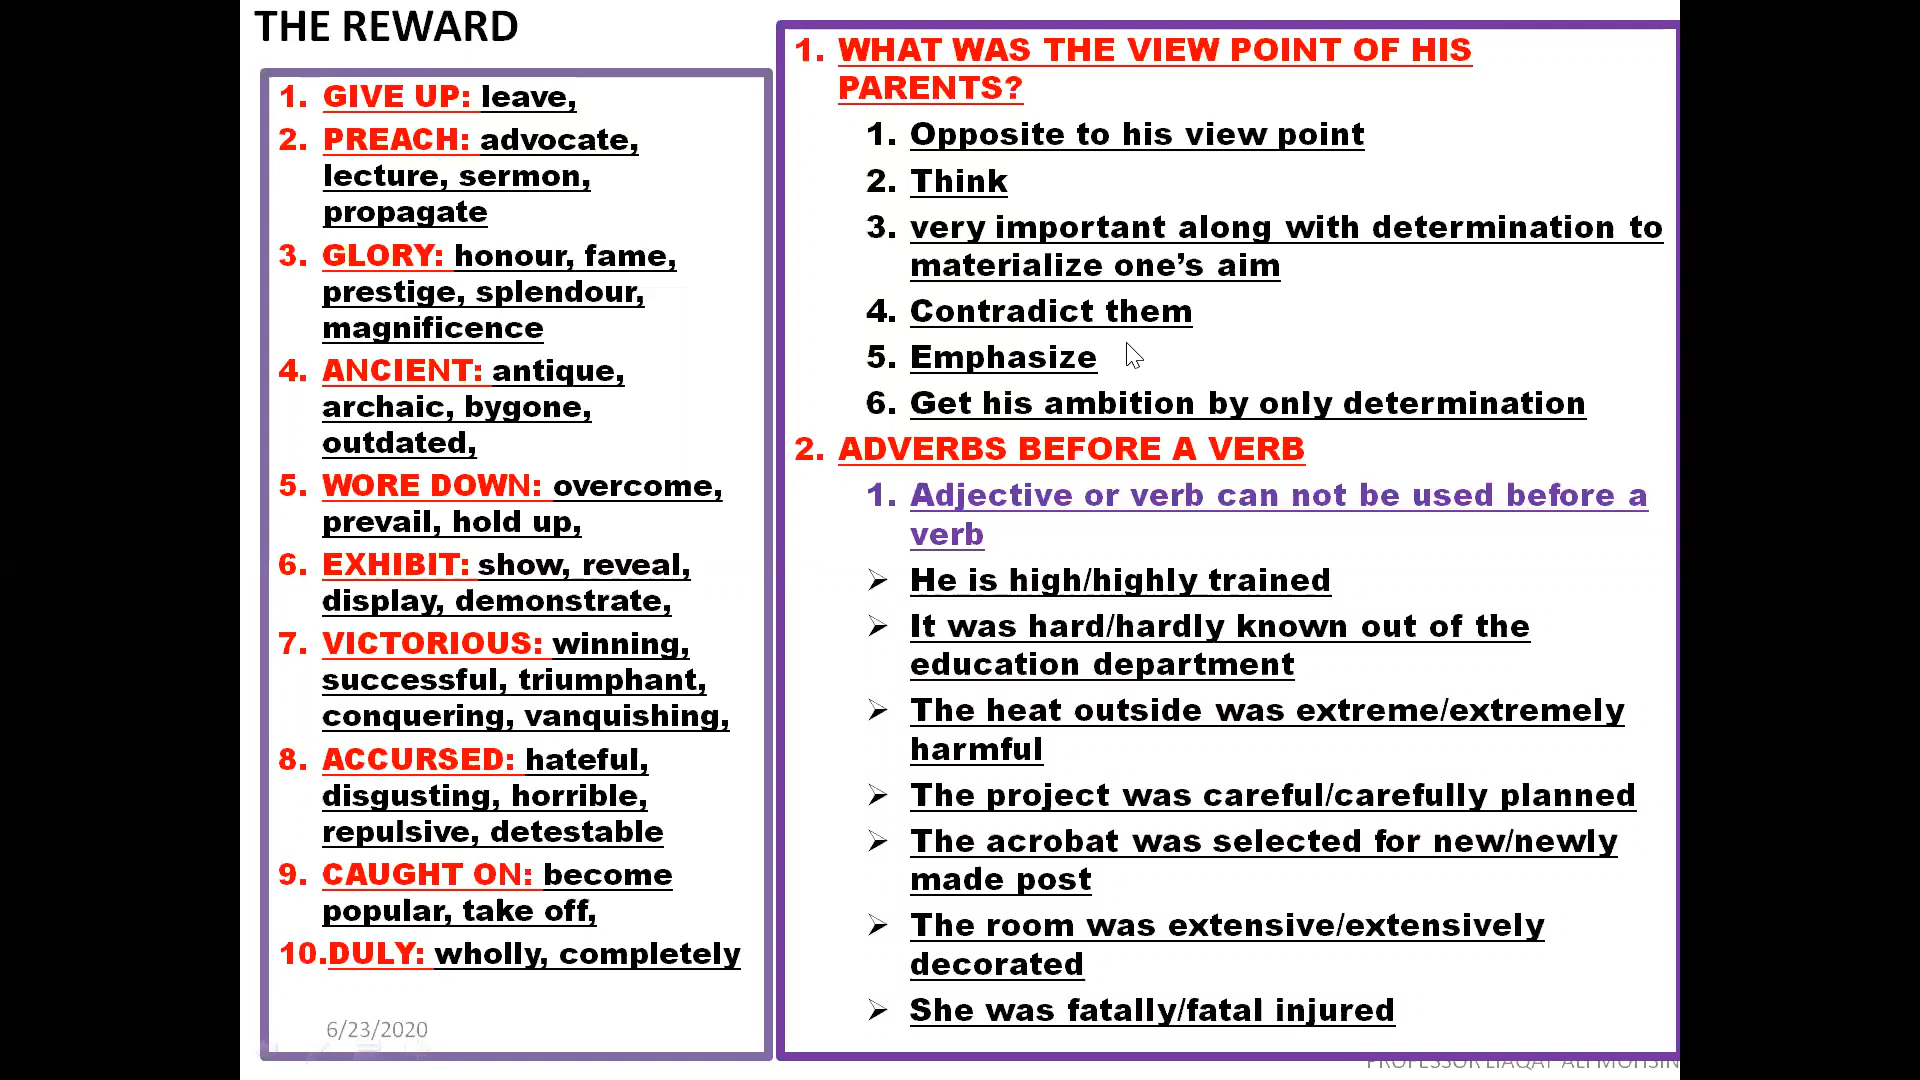 THE REWARD
1. GIVE UP: leave,
2. PREACH: advocate,
lecture, sermon,
propagate
3. GLORY: honour, fame,
prestige, splendour,
magnificence
4. ANCIENT: antique,
archaic, bygone,
outdated,
5. WORE DOWN: overcome,
prevail, hold up,
6. EXHIBIT: show, reveal,
display, demonstrate,
7. VICTORIOUS: winning,
successful, triumphant,
conquering, vanquishing,
8. ACCURSED: hateful,
disgusting, horrible,
repulsive, detestable
9. CAUGHT ON: become
popular, take off,
10.DULY: wholly, completely
6/23/2020
1. WHAT WAS THE VIEW POINT OF HIS
PARENTS?
1. Opposite to his view point
2. Think
3. very important along with determination to
materialize one’s aim
4. Contradict them
5. Emphasize
6. Get his ambition by only determination
2. ADVERBS BEFORE A VERB
1. Adjective or verb can not be used before a
verb
➢ He is high/highly trained
➢ It was hard/hardly known out of the
education department
➢ The heat outside was extreme/extremely
harmful
➢ The project was careful/carefully planned
➢ The acrobat was selected for new/newly
made post
➢ The room was extensive/extensively
decorated
➢ She was fatally/fatal injured
PROFESSOR LIAQAT ALI MOHSIN